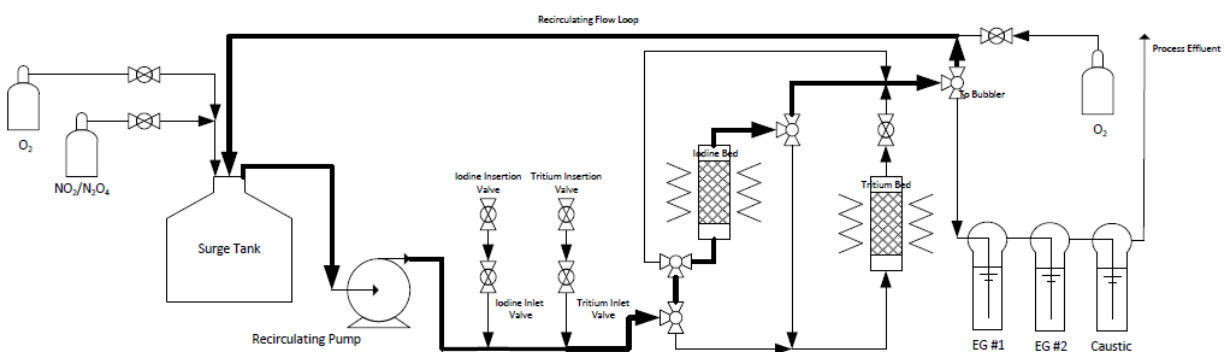 Recirculating Flow Loop
Process Effluent
O2
NO2/N2O4
Surge Tank
Recirculating Pump
Iodine Insertion
Valve
Tritium Insertion
Valve
Iodine Inlet
Valve
Tritium Inlet
Valve
Iodine Bed
Tritium Bed
To Bubbler
O2
EG #1
EG #2
Caustic